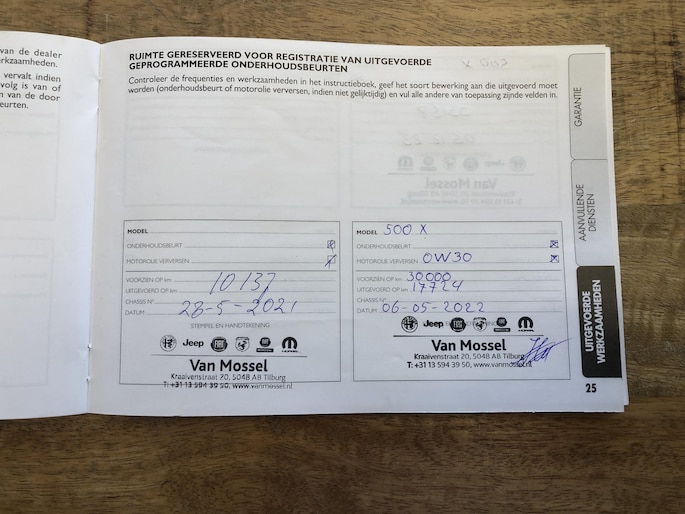 van de dealer
rkzaamheden.
vervalt indien
volg is van of
n van de door
eurten.
RUIMTE GERESERVEERD VOOR REGISTRATIE VAN UITGEVOERDE
GEPROGRAMMEERDE ONDERHOUDSBEURTEN
Controleer de frequenties en werkzaamheden in het instructieboek, geef het soort bewerking aan die uitgevoerd moet
worden (onderhoudsbeurt of motorolie verversen, indien niet gelijktijdig) en vul alle andere van toepassing zijnde velden in.
MODEL
ONDERHOUDSBEURT
MOTOROLIE VERVERSEN
VOORZIEN OP km
UITGEVOERD OP km 10137
CHASSIS N°
DATUM 28-5-2021
STEMPEL EN HANDTEKENING
Jeep FIAT
Van Mossel
Kraaivenstraat 20, 5048 AB Tilburg
T: +31 13 594 39 50, www.vanmossel.nl
MODEL 500 X
ONDERHOUDSBEURT
MOTOROLIE VERVERSEN 0W30
VOORZIEN OP km 30000
UITGEVOERD OP km 17724
CHASSIS N°
DATUM 06-05-2022
Jeep FIAT
Van Mossel
Kraaivenstraat 20, 5048 AB Tilburg
T: +31 13 594 39 50, www.vanmossel.nl
GARANTIE
AANVULLENDE
DIENSTEN
UITGEVOERDE
WERKZAAMHEDEN
25